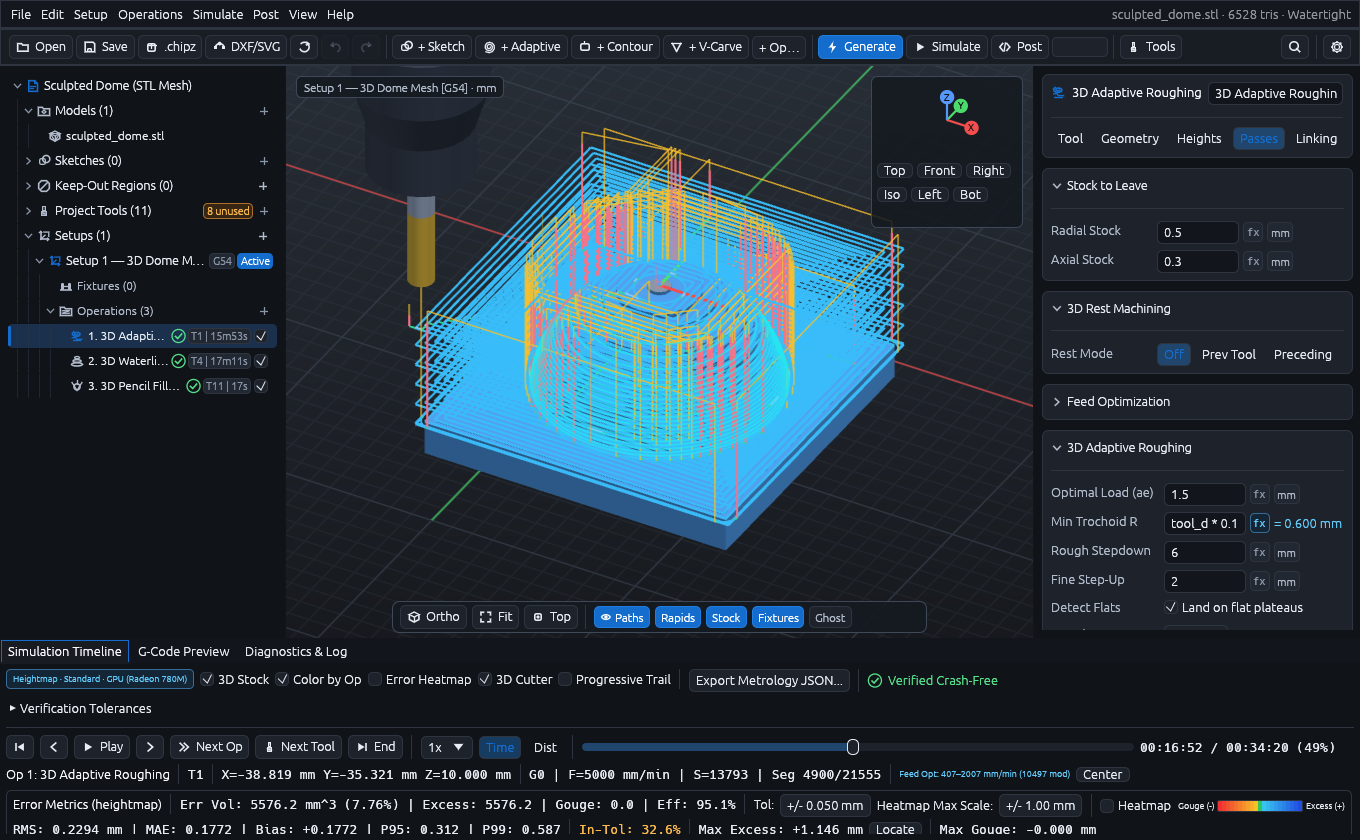 File Edit Setup Operations Simulate Post View Help
sculpted_dome.stl · 6528 tris · Watertight
Open Save .chipz DXF/SVG + Sketch + Adaptive + Contour + V-Carve + Op… Generate Simulate Post Tools
Sculpted Dome (STL Mesh)
Models (1) +
sculpted_dome.stl
Sketches (0) +
Keep-Out Regions (0) +
Project Tools (11) 8 unused +
Setups (1) +
Setup 1 — 3D Dome M… G54 Active
Fixtures (0)
Operations (3) +
1. 3D Adapti… T1 | 15m53s
2. 3D Waterli… T4 | 17m11s
3. 3D Pencil Fill… T11 | 17s
Setup 1 — 3D Dome Mesh [G54] · mm
Z Y X
Top Front Right
Iso Left Bot
Ortho Fit Top Paths Rapids Stock Fixtures Ghost
3D Adaptive Roughing 3D Adaptive Roughin
Tool Geometry Heights Passes Linking
Stock to Leave
Radial Stock 0.5 fx mm
Axial Stock 0.3 fx mm
3D Rest Machining
Rest Mode Off Prev Tool Preceding
Feed Optimization
3D Adaptive Roughing
Optimal Load (ae) 1.5 fx mm
Min Trochoid R tool_d * 0.1 fx = 0.600 mm
Rough Stepdown 6 fx mm
Fine Step-Up 2 fx mm
Detect Flats Land on flat plateaus
Simulation Timeline G-Code Preview Diagnostics & Log
Heightmap · Standard · GPU (Radeon 780M) 3D Stock Color by Op Error Heatmap 3D Cutter Progressive Trail Export Metrology JSON... Verified Crash-Free
Verification Tolerances
Play Next Op Next Tool End 1x Time Dist 00:16:52 / 00:34:20 (49%)
Op 1: 3D Adaptive Roughing T1 X=-38.819 mm Y=-35.321 mm Z=10.000 mm G0 | F=5000 mm/min | S=13793 | Seg 4900/21555 Feed Opt: 407–2007 mm/min (10497 mod) Center
Error Metrics (heightmap) Err Vol: 5576.2 mm^3 (7.76%) | Excess: 5576.2 | Gouge: 0.0 | Eff: 95.1% Tol: +/- 0.050 mm Heatmap Max Scale: +/- 1.00 mm Heatmap Gouge (-) Excess (+)
RMS: 0.2294 mm | MAE: 0.1772 | Bias: +0.1772 | P95: 0.312 | P99: 0.587 In-Tol: 32.6% Max Excess: +1.146 mm Locate Max Gouge: -0.000 mm